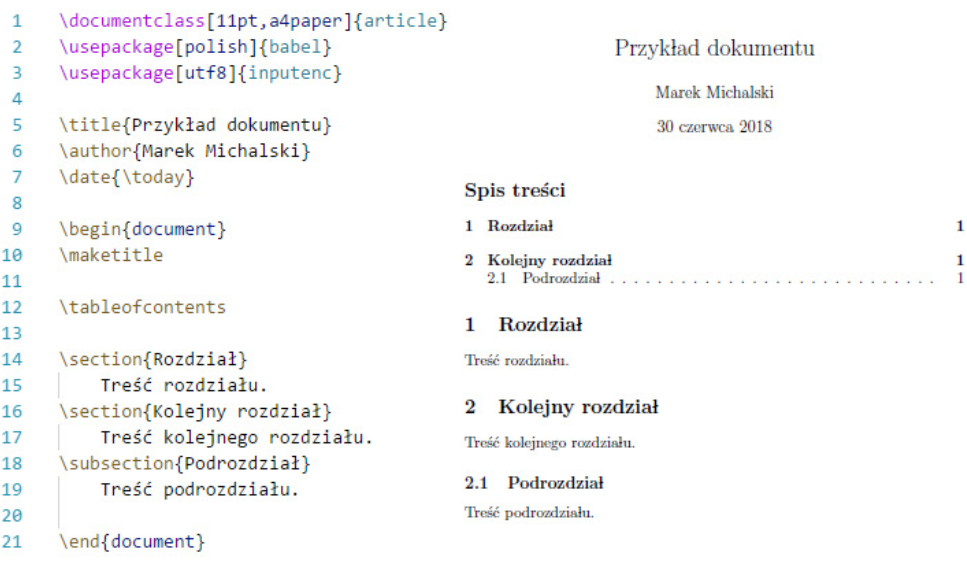 1 \documentclass[11pt,a4paper]{article}
2 \usepackage[polish]{babel}
3 \usepackage[utf8]{inputenc}
4
5 \title{Przykład dokumentu}
6 \author{Marek Michalski}
7 \date{\today}
8
9 \begin{document}
10 \maketitle
11
12 \tableofcontents
13
14 \section{Rozdział}
15 Treść rozdziału.
16 \section{Kolejny rozdział}
17 Treść kolejnego rozdziału.
18 \subsection{Podrozdział}
19 Treść podrozdziału.
20
21 \end{document}
Przykład dokumentu
Marek Michalski
30 czerwca 2018
Spis treści
1 Rozdział 1
2 Kolejny rozdział 1
2.1 Podrozdział . . . . . . . . . . . . . . . . . . . . . . . . . . . . 1
1 Rozdział
Treść rozdziału.
2 Kolejny rozdział
Treść kolejnego rozdziału.
2.1 Podrozdział
Treść podrozdziału.